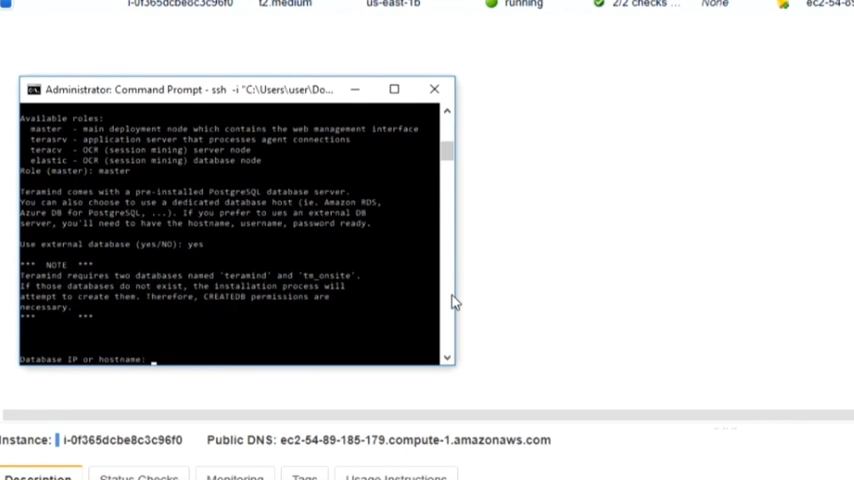 i-0f365dcbe8c3c96f0 t2.medium us-east-1b running 2/2 checks ... None ec2-54-89
Administrator: Command Prompt - ssh -i "C:\Users\user\Do...
Available roles:
master - main deployment node which contains the web management interface
terasrv - application server that processes agent connections
teracv - OCR (session mining) server node
elastic - OCR (session mining) database node
Role (master): master
Teramind comes with a pre-installed PostgreSQL database server.
You can also choose to use a dedicated database host (ie. Amazon RDS,
Azure DB for PostgreSQL, ...). If you prefer to ues an external DB
server, you'll need to have the hostname, username, password ready.
Use external database (yes/NO): yes
*** NOTE ***
Teramind requires two databases named `teramind` and `tm_onsite`.
If those databases do not exist, the installation process will
attempt to create them. Therefore, CREATEDB permissions are
necessary.
*** ***
Database IP or hostname:
Instance: i-0f365dcbe8c3c96f0 Public DNS: ec2-54-89-185-179.compute-1.amazonaws.com
Description Status Checks Monitoring Tags Usage Instructions